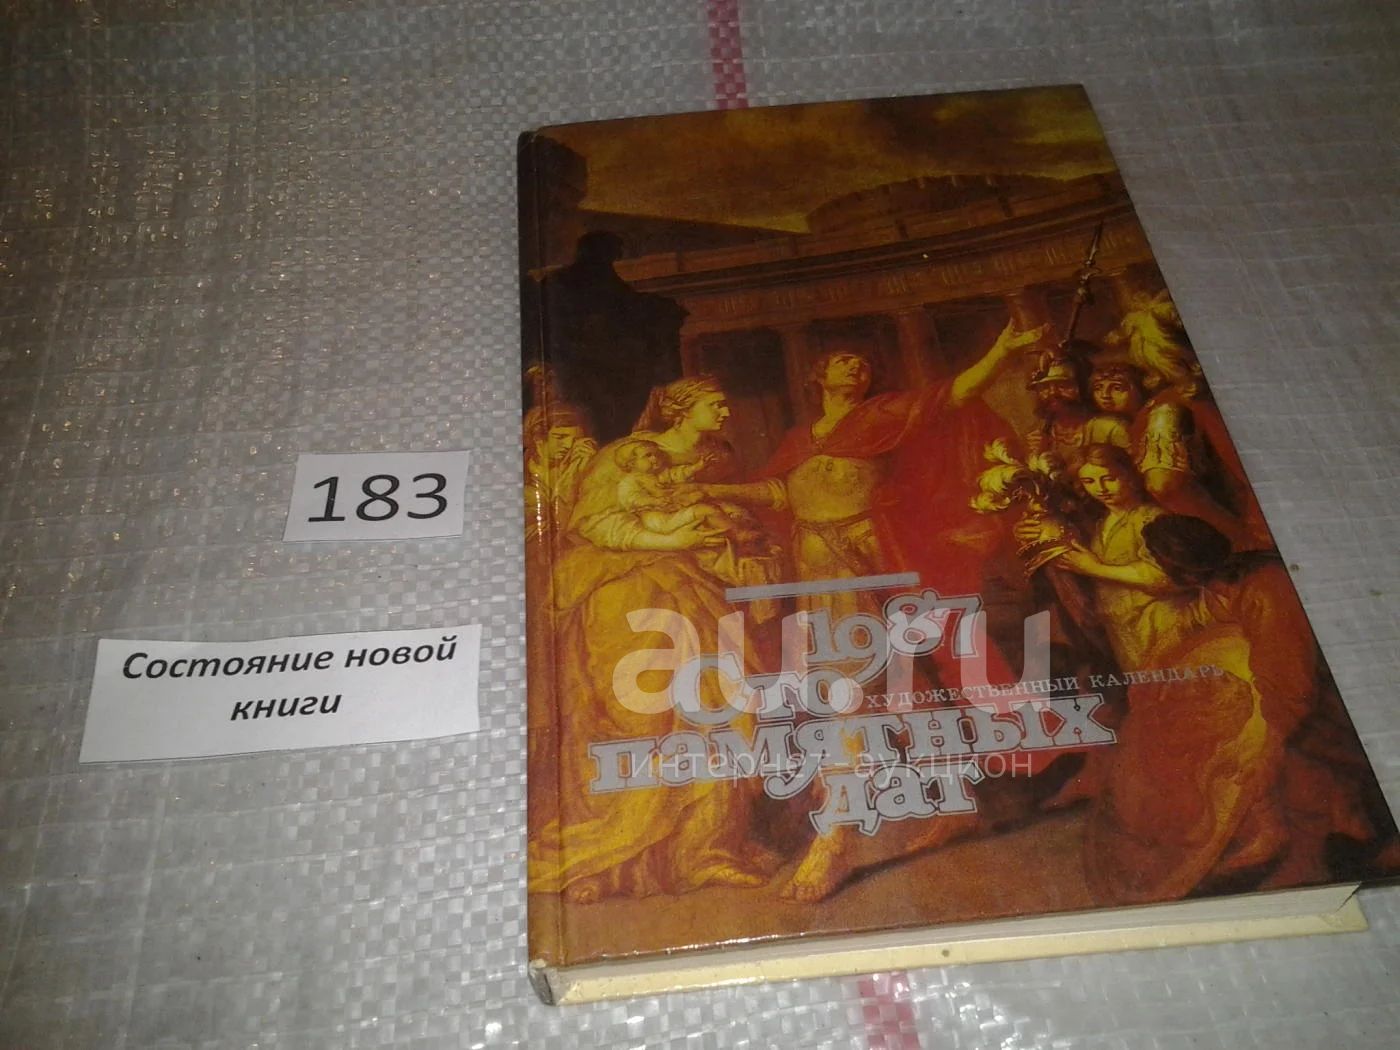 183
Состояние новой
книги
1987
Сто
ХУДОЖЕСТВЕННЫЙ КАЛЕНДАРЬ
памятных
дат
au.ru
интернет-аукцион